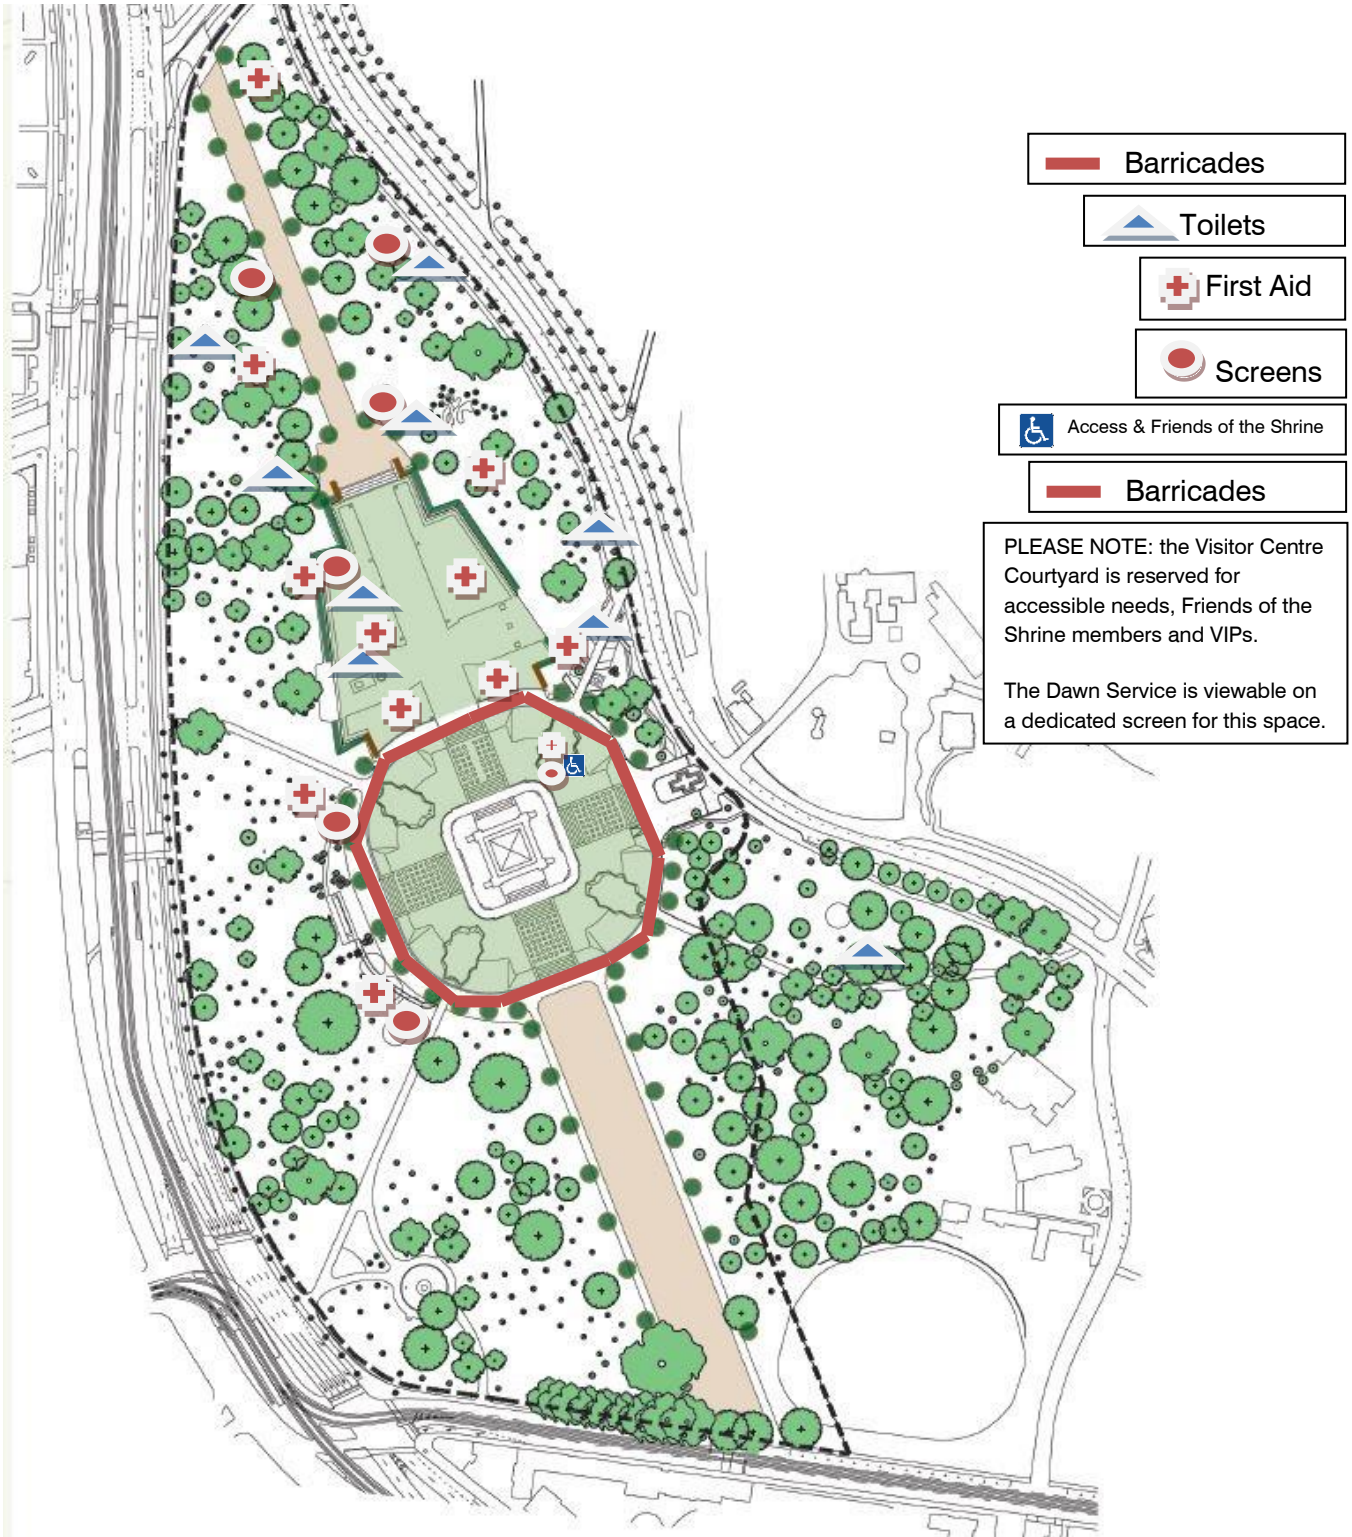 Barricades
Toilets
First Aid
Screens
Access & Friends of the Shrine
Barricades
PLEASE NOTE: the Visitor Centre
Courtyard is reserved for
accessible needs, Friends of the
Shrine members and VIPs.
The Dawn Service is viewable on
a dedicated screen for this space.